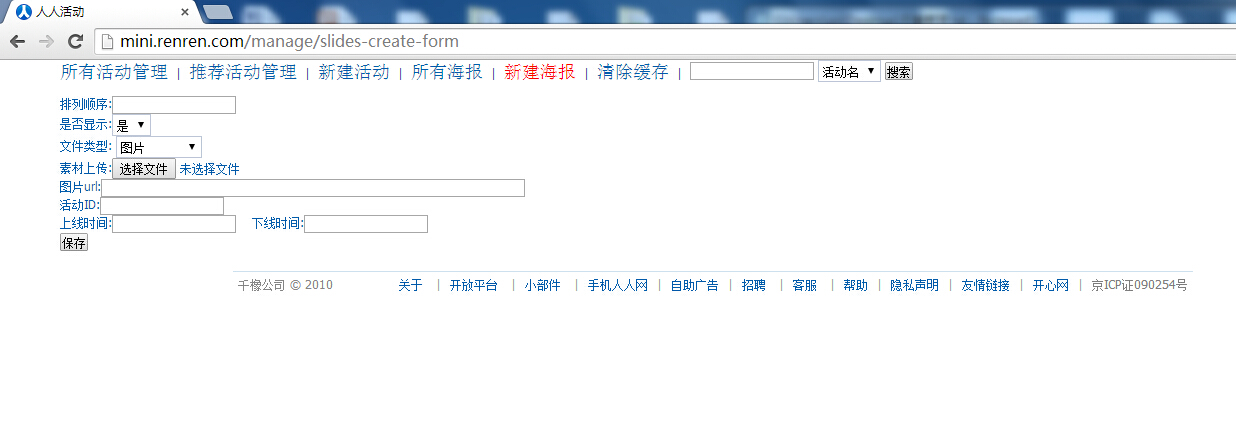 人人活动
mini.renren.com/manage/slides-create-form
所有活动管理 | 推荐活动管理 | 新建活动 | 所有海报 | 新建海报 | 清除缓存 | 活动名 搜索
排列顺序:
是否显示: 是
文件类型: 图片
素材上传: 选择文件 未选择文件
图片url:
活动ID:
上线时间: 下线时间:
保存
千橡公司 © 2010 关于 | 开放平台 | 小部件 | 手机人人网 | 自助广告 | 招聘 | 客服 | 帮助 | 隐私声明 | 友情链接 | 开心网 | 京ICP证090254号